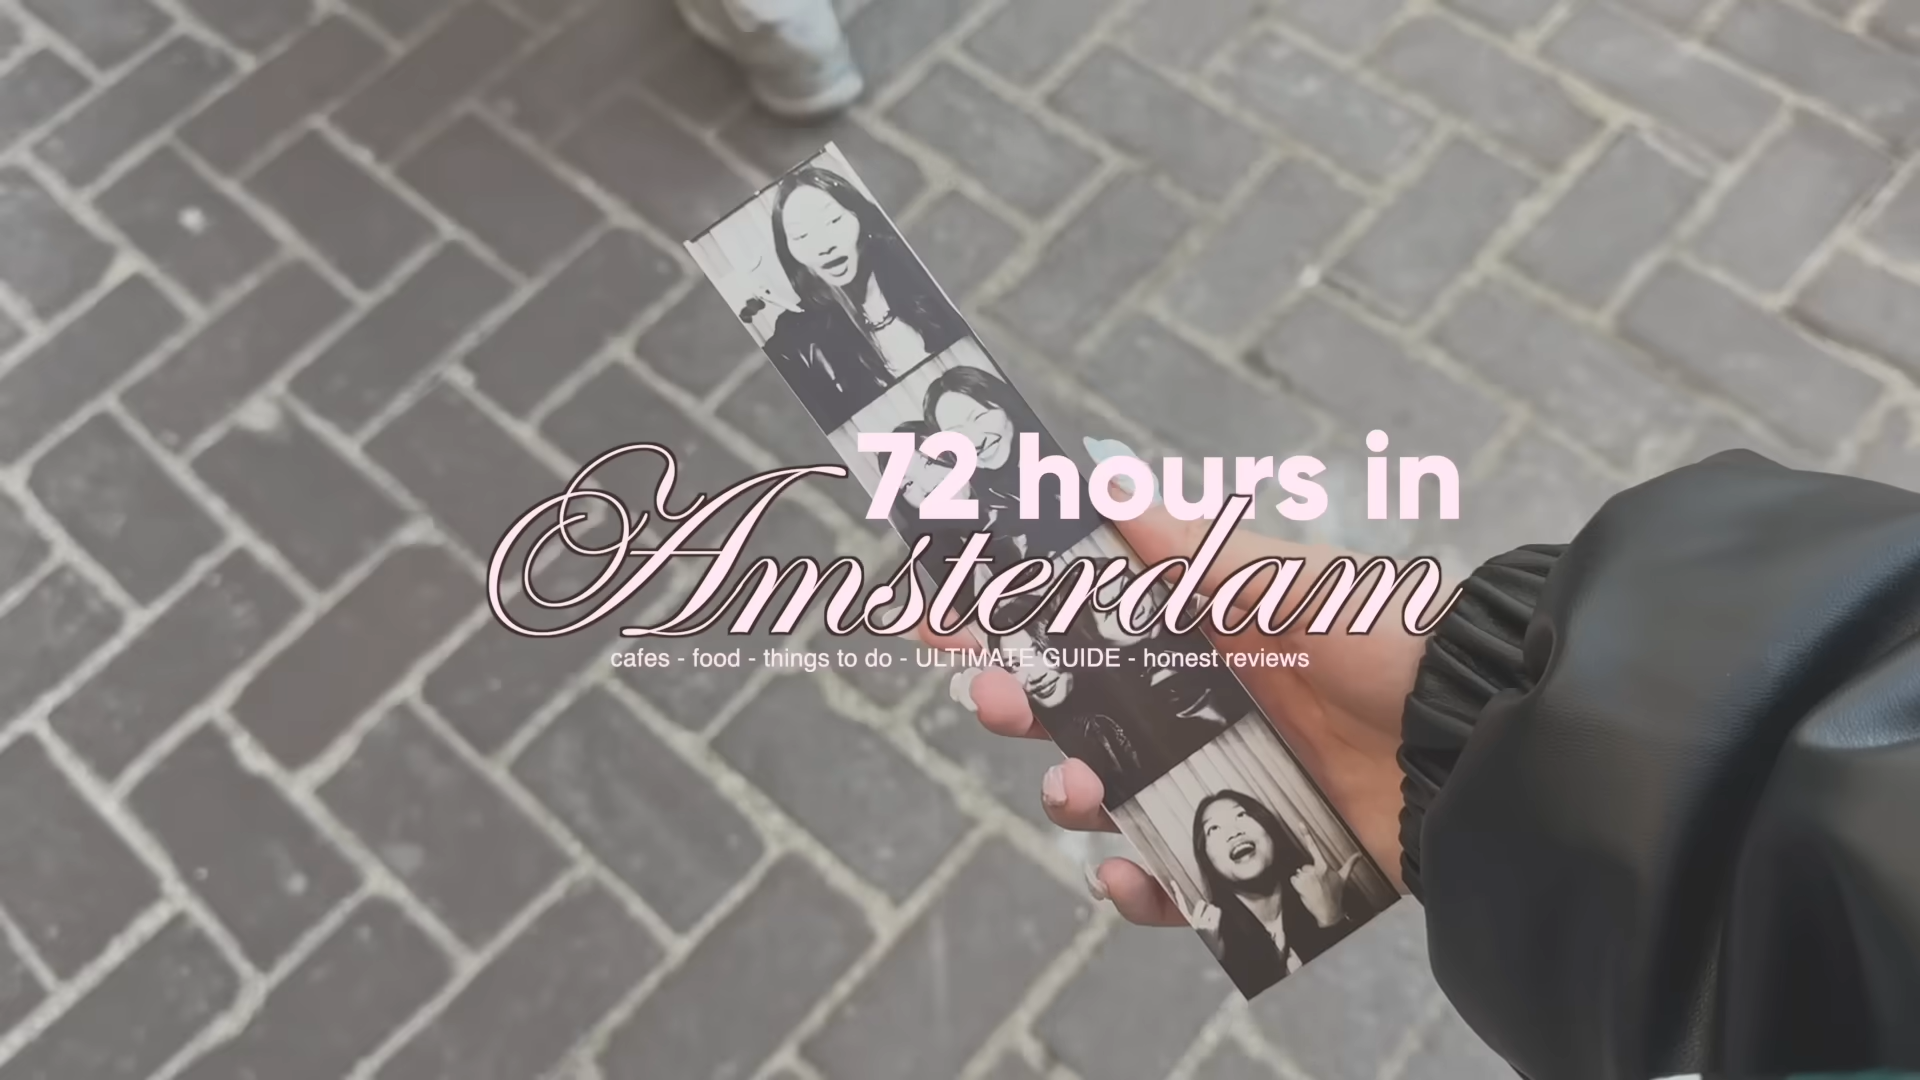 72 hours in
Amsterdam
cafes - food - things to do - ULTIMATE GUIDE - honest reviews